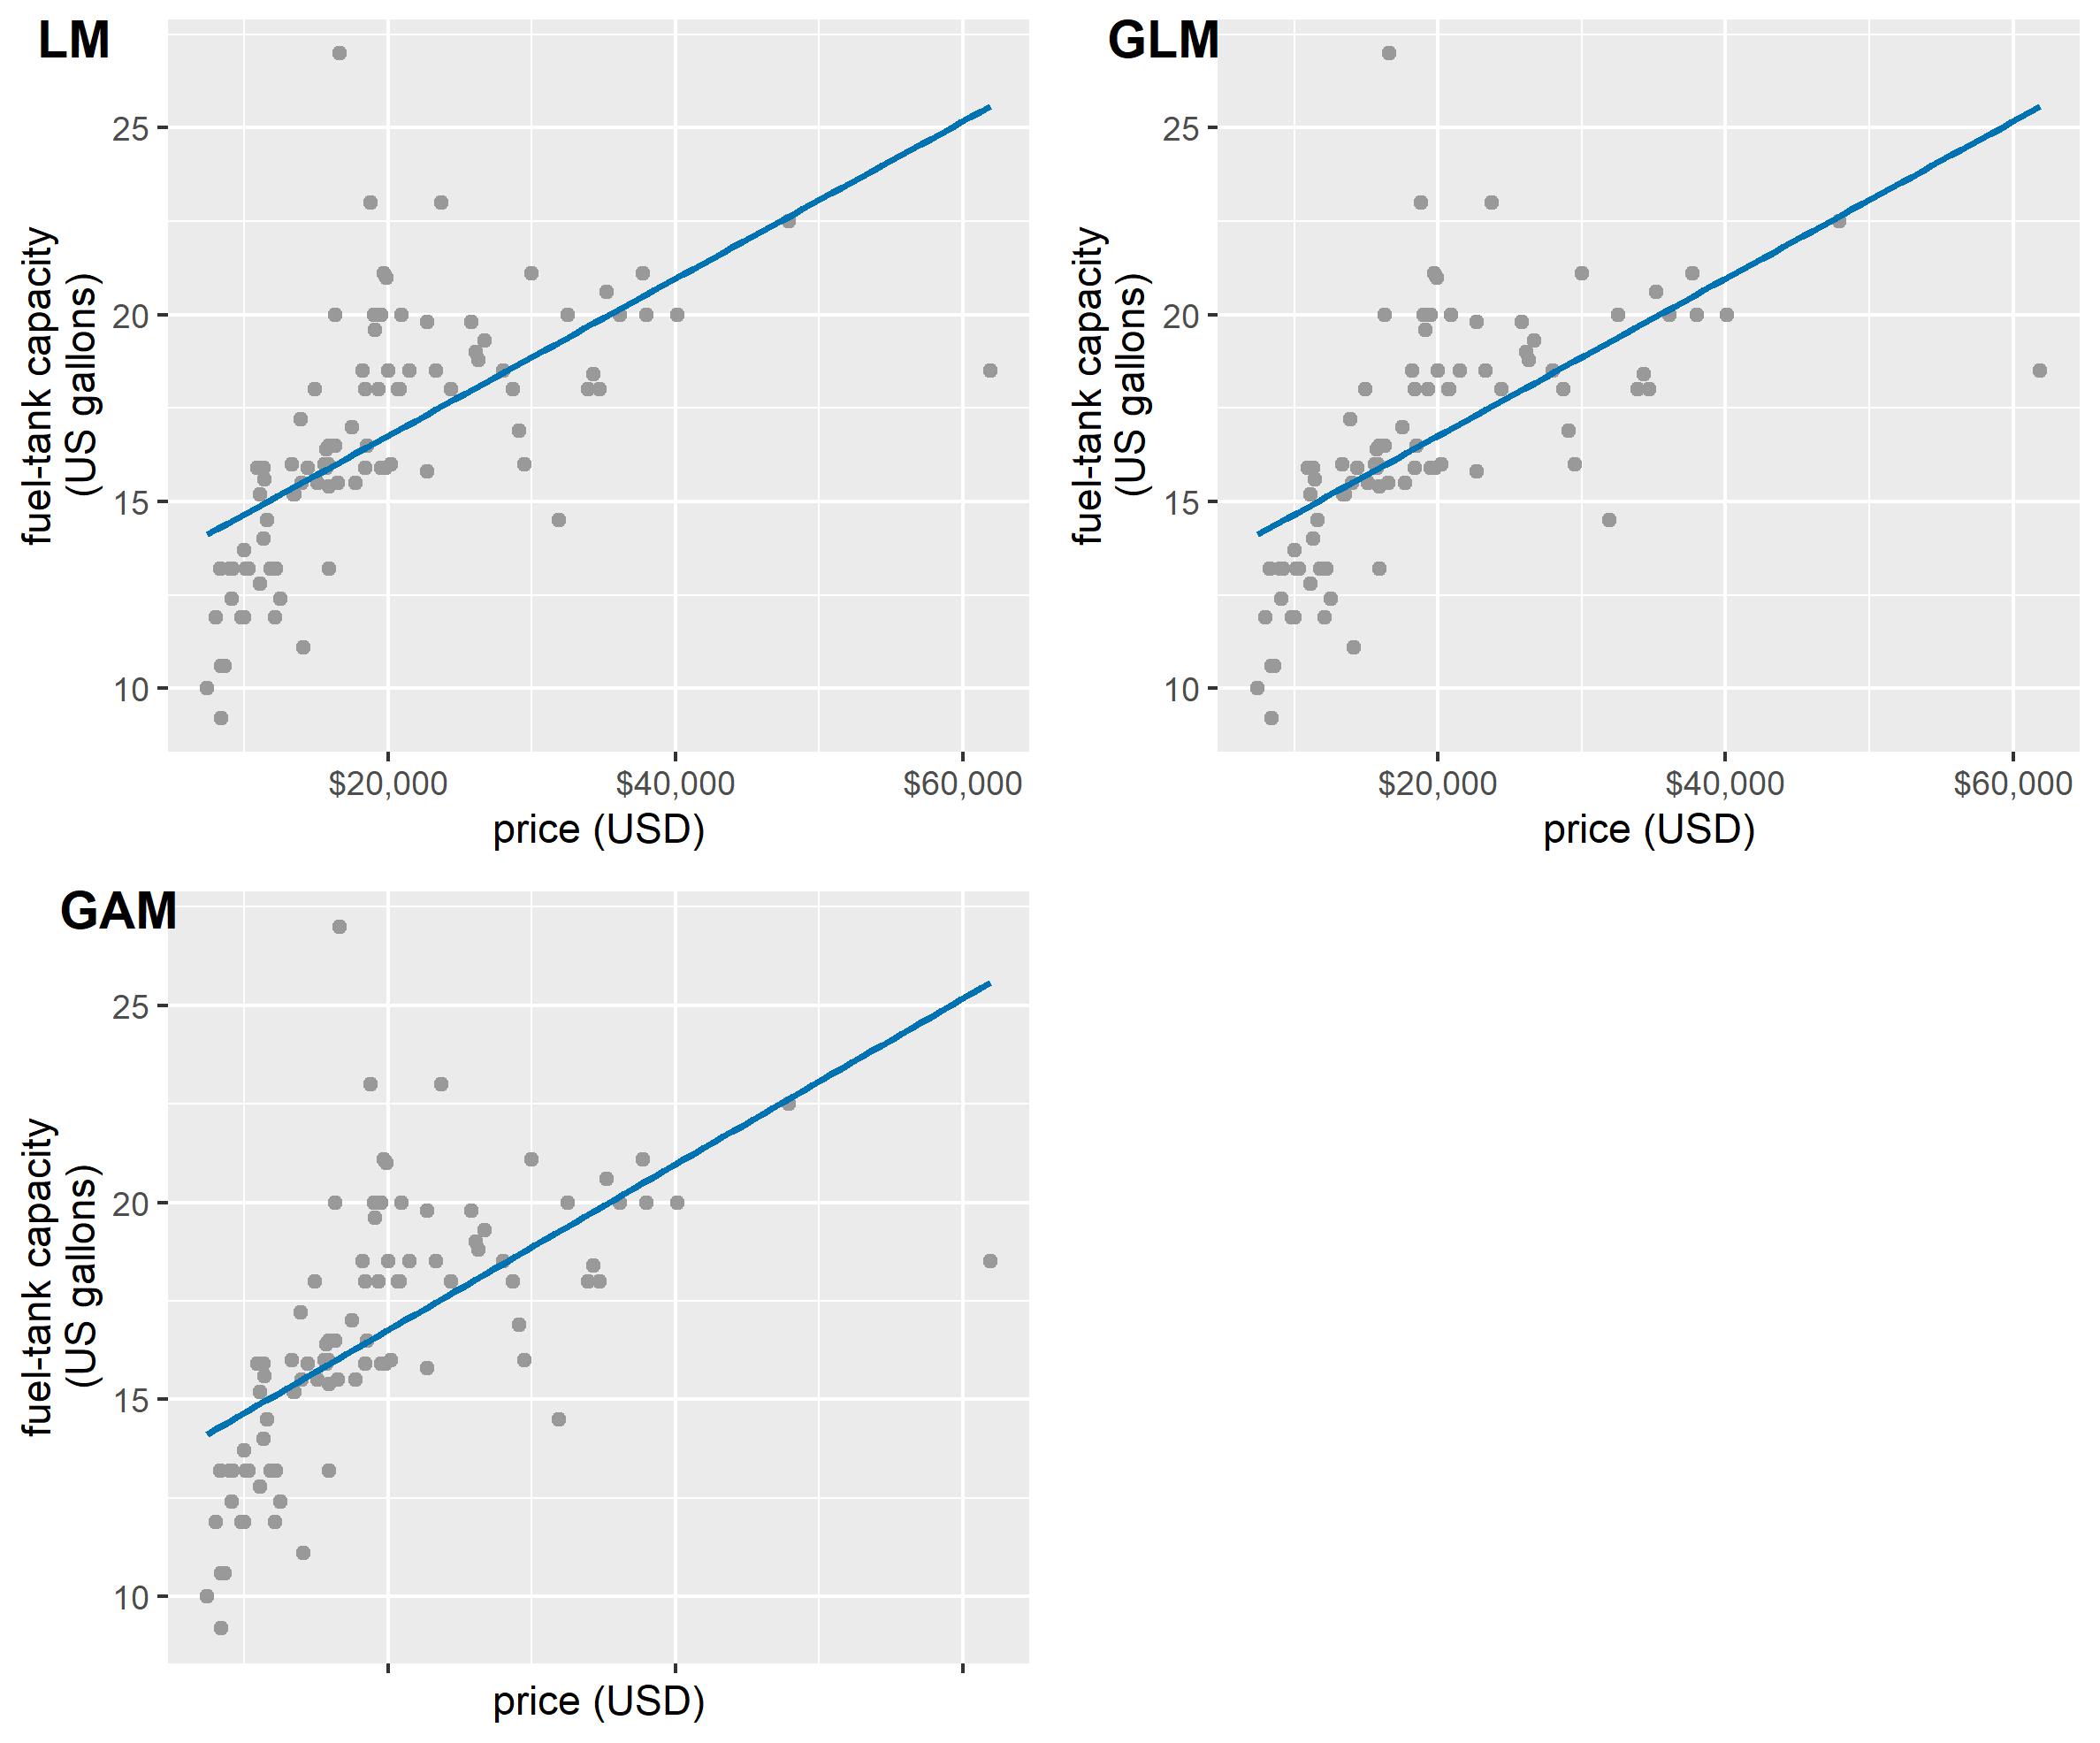 LM
fuel-tank capacity
(US gallons)
25
20
15
10
$20,000 $40,000 $60,000
price (USD)
GLM
fuel-tank capacity
(US gallons)
25
20
15
10
$20,000 $40,000 $60,000
price (USD)
GAM
fuel-tank capacity
(US gallons)
25
20
15
10
price (USD)